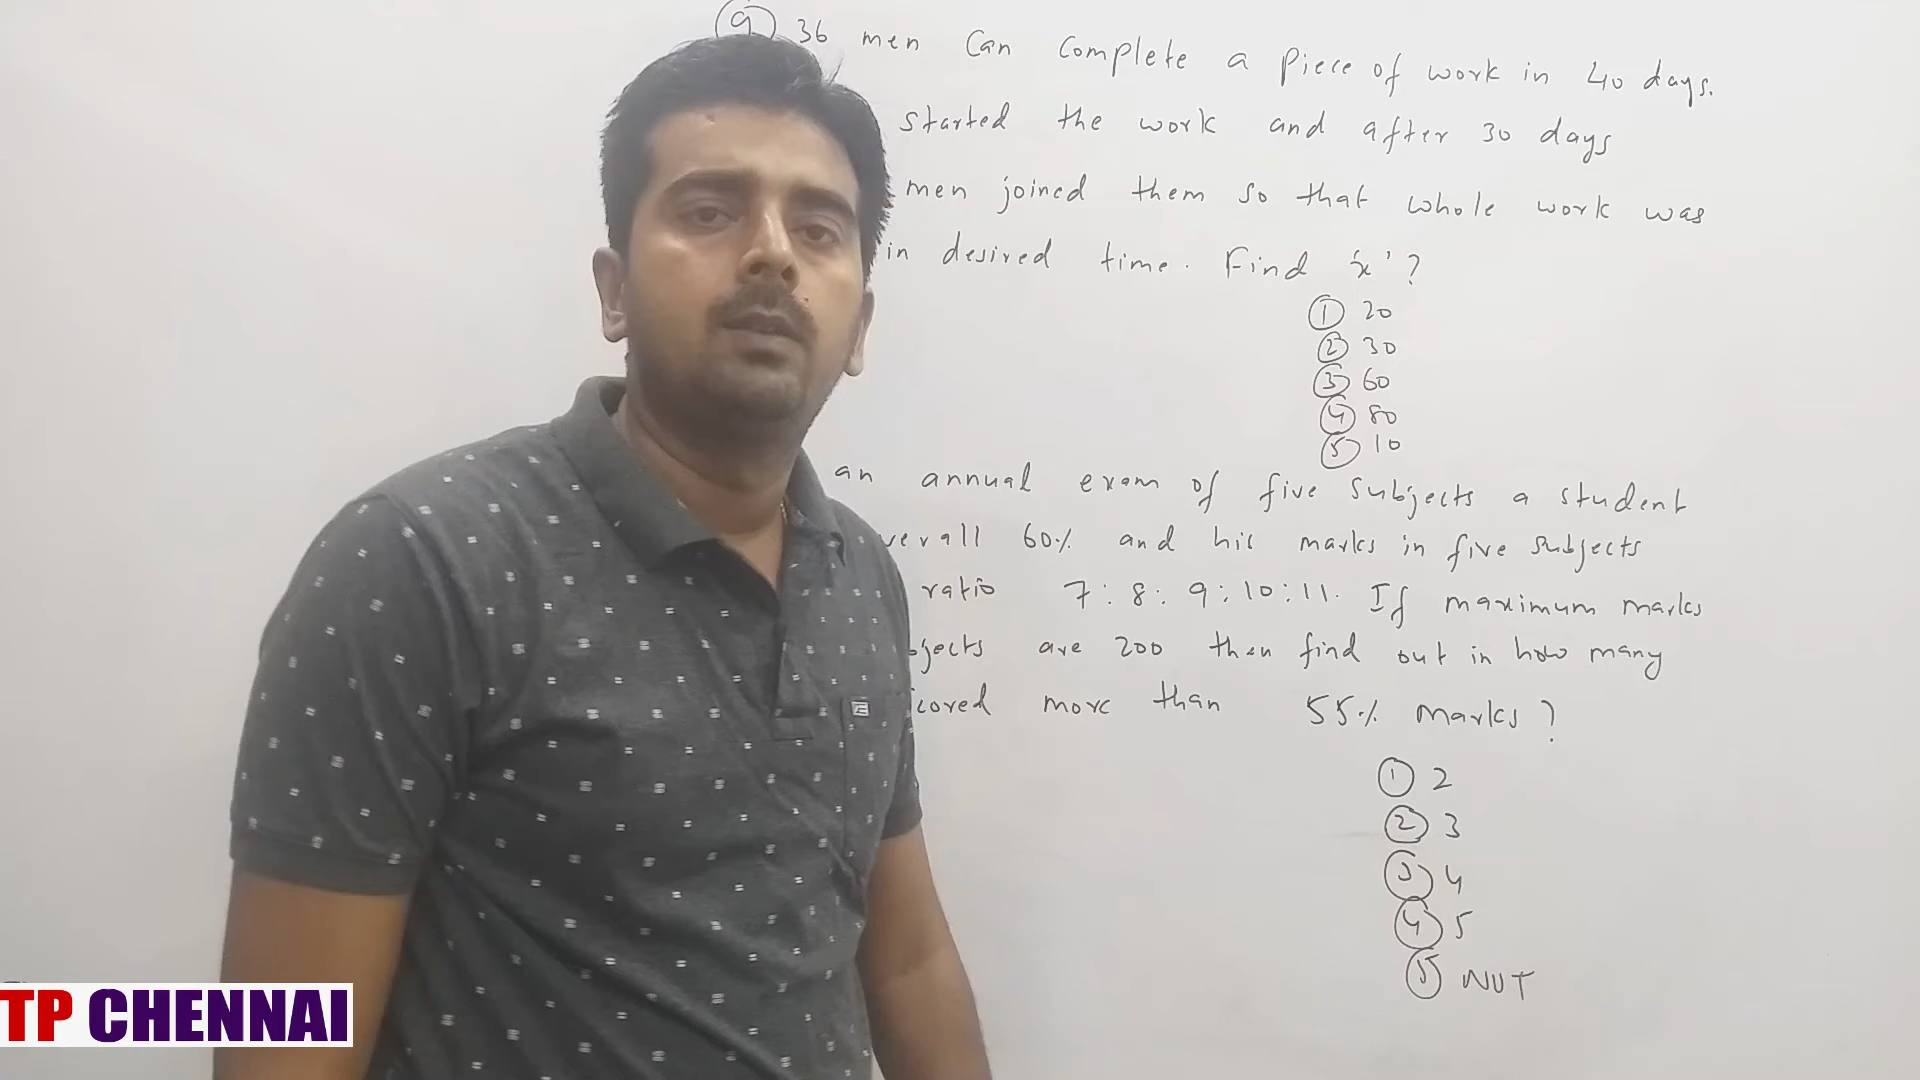 9 36 men can complete a piece of work in 40 days.
started the work and after 30 days
men joined them so that whole work was
in desired time. Find 'x'?
1 20
2 30
3 60
4 80
5 10
an annual exam of five subjects a student
verall 60% and his marks in five subjects
ratio 7:8:9:10:11. If maximum marks
bjects are 200 then find out in how many
cored more than 55% marks?
1 2
2 3
3 4
4 5
5 NOT
TP CHENNAI